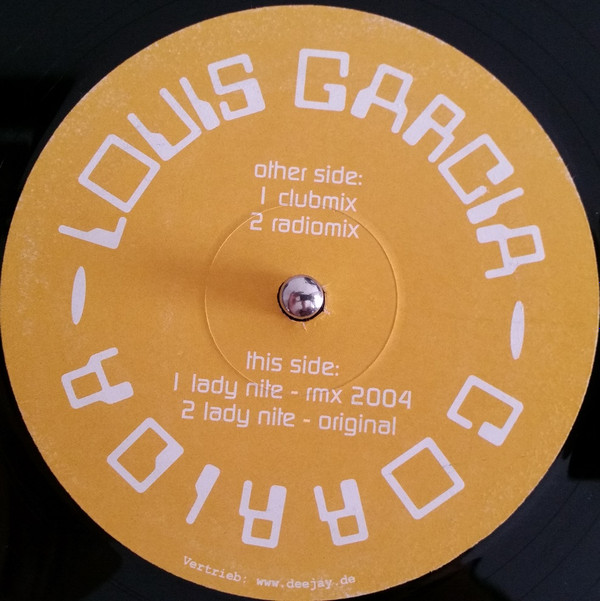 LOUIS GARCIA - CORRIDA -
other side:
1 clubmix
2 radiomix
this side:
1 lady nite - rmx 2004
2 lady nite - original
Vertrieb: www.deejay.de